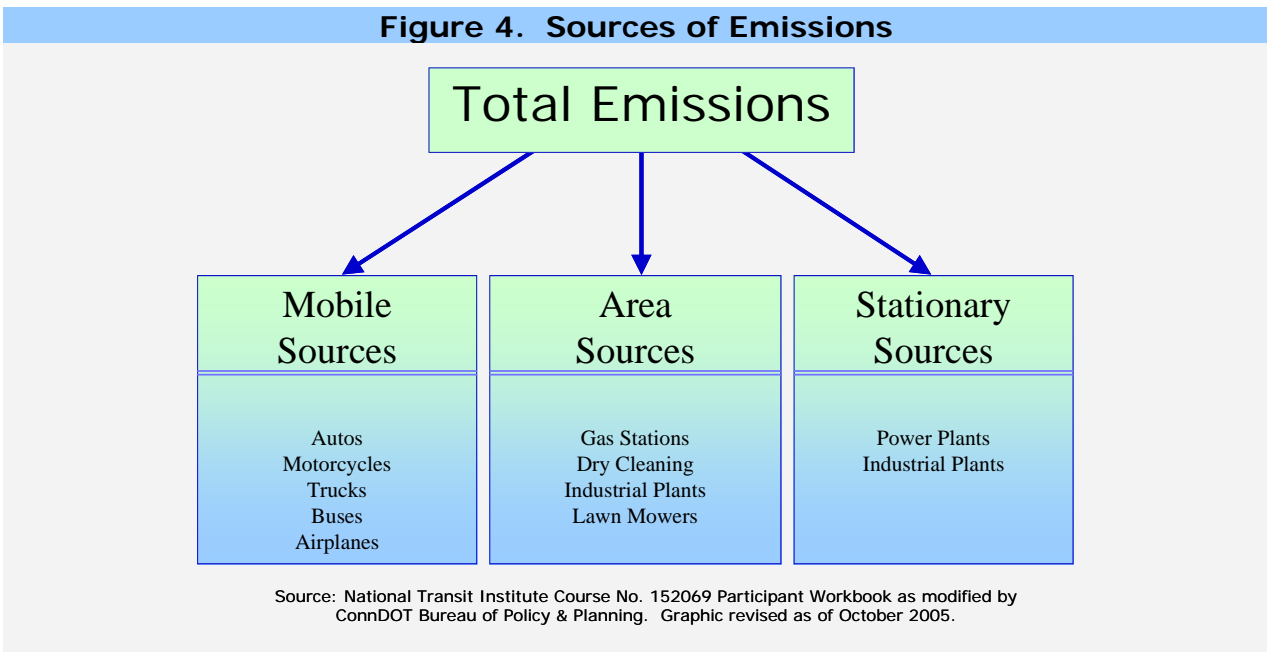 Figure 4. Sources of Emissions
Total Emissions
Mobile
Sources
Autos
Motorcycles
Trucks
Buses
Airplanes
Area
Sources
Gas Stations
Dry Cleaning
Industrial Plants
Lawn Mowers
Stationary
Sources
Power Plants
Industrial Plants
Source: National Transit Institute Course No. 152069 Participant Workbook as modified by
ConnDOT Bureau of Policy & Planning. Graphic revised as of October 2005.